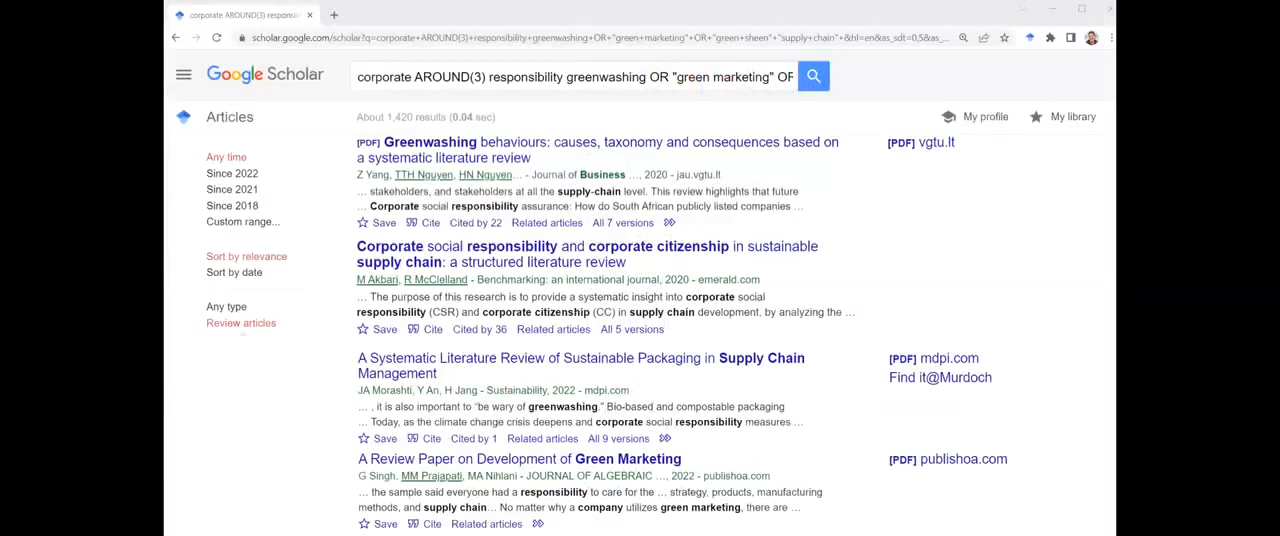 corporate AROUND(3) responsi
scholar.google.com/scholar?q=corporate+AROUND(3)+responsibility+greenwashing+OR+"green+marketing"+OR+"green+sheen"+"supply+chain"+&hl=en&as_sdt=0,5&as_...
Google Scholar
corporate AROUND(3) responsibility greenwashing OR "green marketing" OR
Articles
About 1,420 results (0.04 sec)
My profile
My library
Any time
Since 2022
Since 2021
Since 2018
Custom range...
Sort by relevance
Sort by date
Any type
Review articles
[PDF] Greenwashing behaviours: causes, taxonomy and consequences based on
a systematic literature review
Z Yang, TTH Nguyen, HN Nguyen… - Journal of Business …, 2020 - jau.vgtu.lt
… stakeholders, and stakeholders at all the supply-chain level. This review highlights that future
… Corporate social responsibility assurance: How do South African publicly listed companies …
Save Cite Cited by 22 Related articles All 7 versions
[PDF] vgtu.lt
Corporate social responsibility and corporate citizenship in sustainable
supply chain: a structured literature review
M Akbari, R McClelland - Benchmarking: an international journal, 2020 - emerald.com
… The purpose of this research is to provide a systematic insight into corporate social
responsibility (CSR) and corporate citizenship (CC) in supply chain development, by analyzing the …
Save Cite Cited by 36 Related articles All 5 versions
A Systematic Literature Review of Sustainable Packaging in Supply Chain
Management
JA Morashti, Y An, H Jang - Sustainability, 2022 - mdpi.com
… , it is also important to “be wary of greenwashing.” Bio-based and compostable packaging
… Today, as the climate change crisis deepens and corporate social responsibility measures …
Save Cite Cited by 1 Related articles All 9 versions
[PDF] mdpi.com
Find it@Murdoch
A Review Paper on Development of Green Marketing
G Singh, MM Prajapati, MA Nihlani - JOURNAL OF ALGEBRAIC …, 2022 - publishoa.com
… the sample said everyone had a responsibility to care for the … strategy, products, manufacturing
methods, and supply chain… No matter why a company utilizes green marketing, there are …
Save Cite Related articles
[PDF] publishoa.com